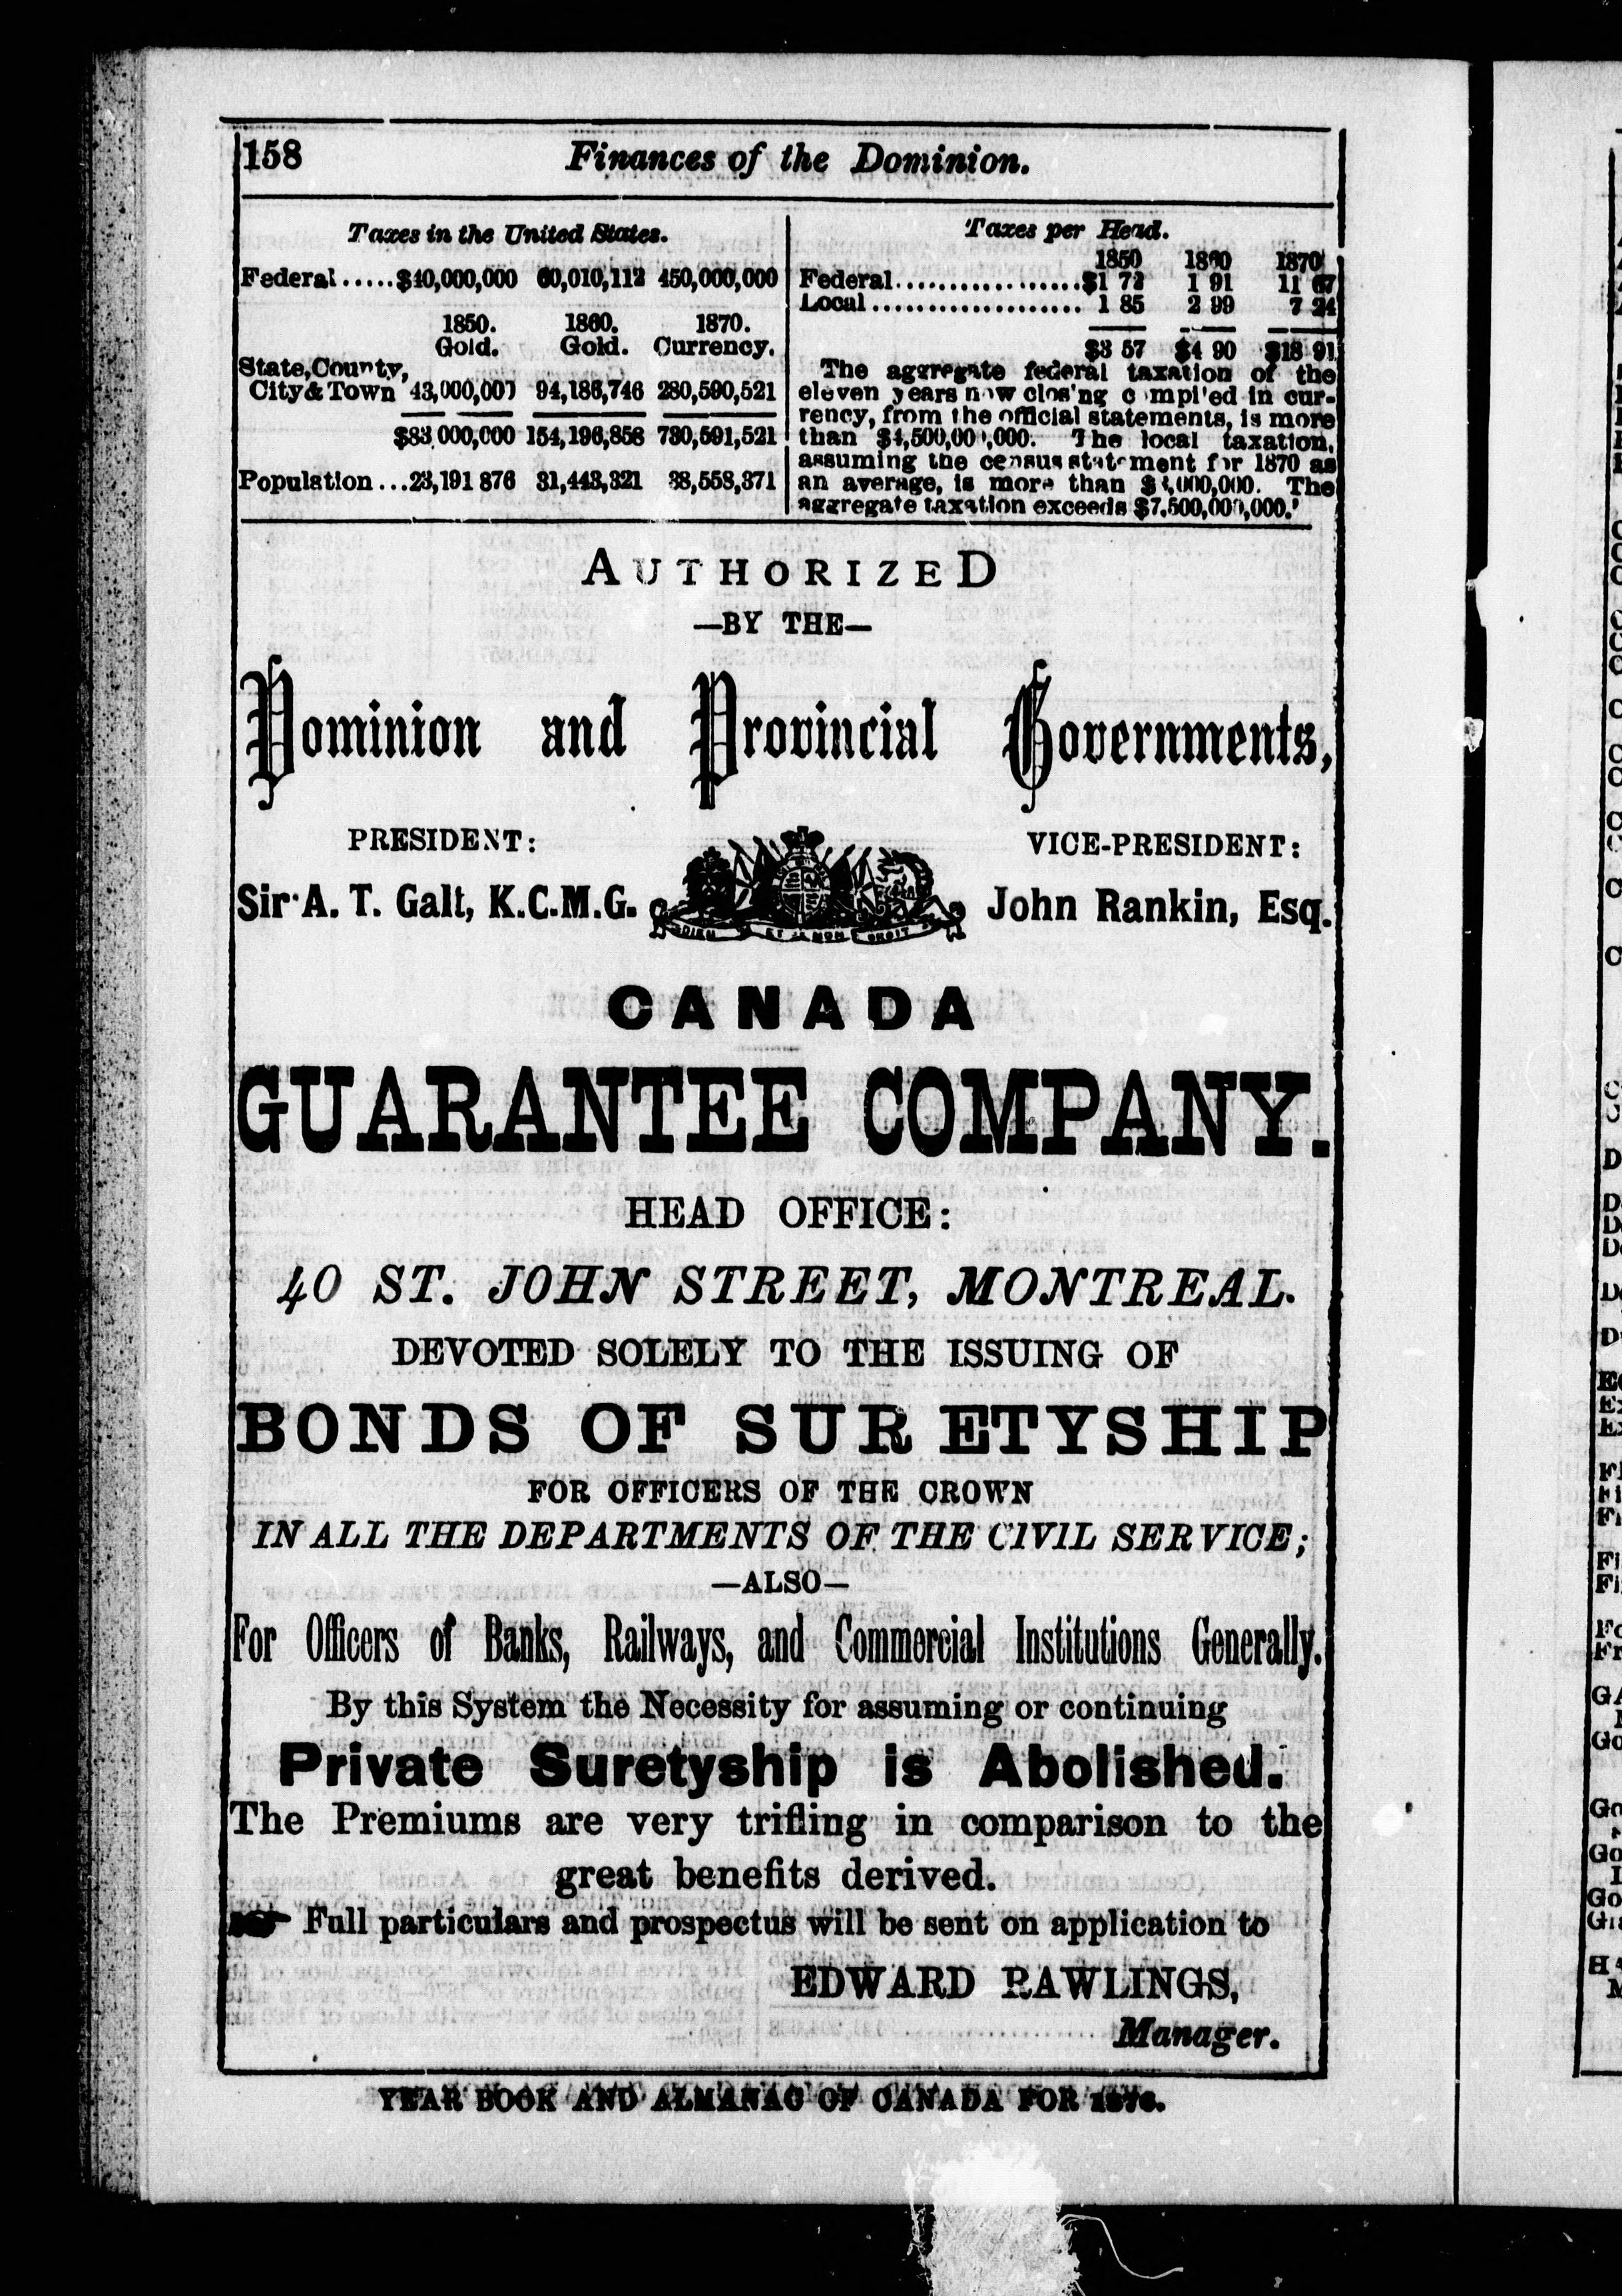 158 Finances of the Dominion.
Taxes in the United States.
Federal.....$40,000,000 60,010,112 450,000,000
1850. 1860. 1870.
Gold. Gold. Currency.
State, County,
City & Town 43,000,000 94,186,746 280,590,521
$83,000,000 154,196,858 730,591,521
Population...23,191 876 31,443,321 38,558,371
Taxes per Head.
1850 1860 1870
Federal..................$1 72 1 91 11 67
Local.................... 1 85 2 99 7 24
$3 57 $4 90 $18 91
The aggregate federal taxation of the
eleven years now clos'ng compi'ed in cur-
rency, from the official statements, is more
than $4,500,000,000. The local taxation,
assuming the census statement for 1870 as
an average, is more than The
aggregate taxation exceeds $7,500,000,000.'
AUTHORIZED
—BY THE—
Dominion and Provincial Governments,
PRESIDENT:
Sir A. T. Galt, K.C.M.G.
DIEU ET MON DROIT
VICE-PRESIDENT:
John Rankin, Esq.
CANADA
GUARANTEE COMPANY.
HEAD OFFICE:
40 ST. JOHN STREET, MONTREAL.
DEVOTED SOLELY TO THE ISSUING OF
BONDS OF SURETYSHIP
FOR OFFICERS OF THE CROWN
IN ALL THE DEPARTMENTS OF THE CIVIL SERVICE;
—ALSO—
For Officers of Banks, Railways, and Commercial Institutions Generally.
By this System the Necessity for assuming or continuing
Private Suretyship is Abolished.
The Premiums are very trifling in comparison to the
great benefits derived.
☛ Full particulars and prospectus will be sent on application to
EDWARD RAWLINGS,
Manager.
YEAR BOOK AND ALMANAC OF CANADA FOR 1876.